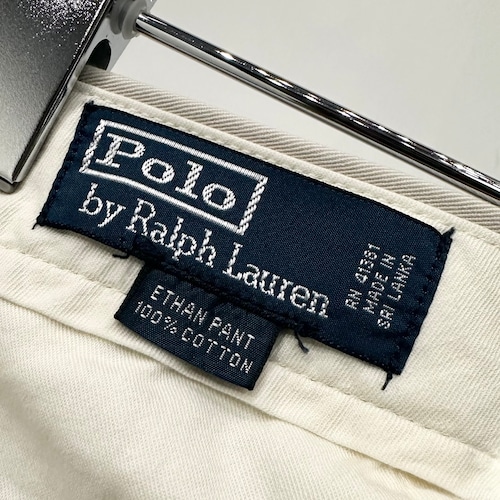 Polo
by Ralph Lauren
RN 41381
MADE IN
SRI LANKA
ETHAN PANT
100% COTTON